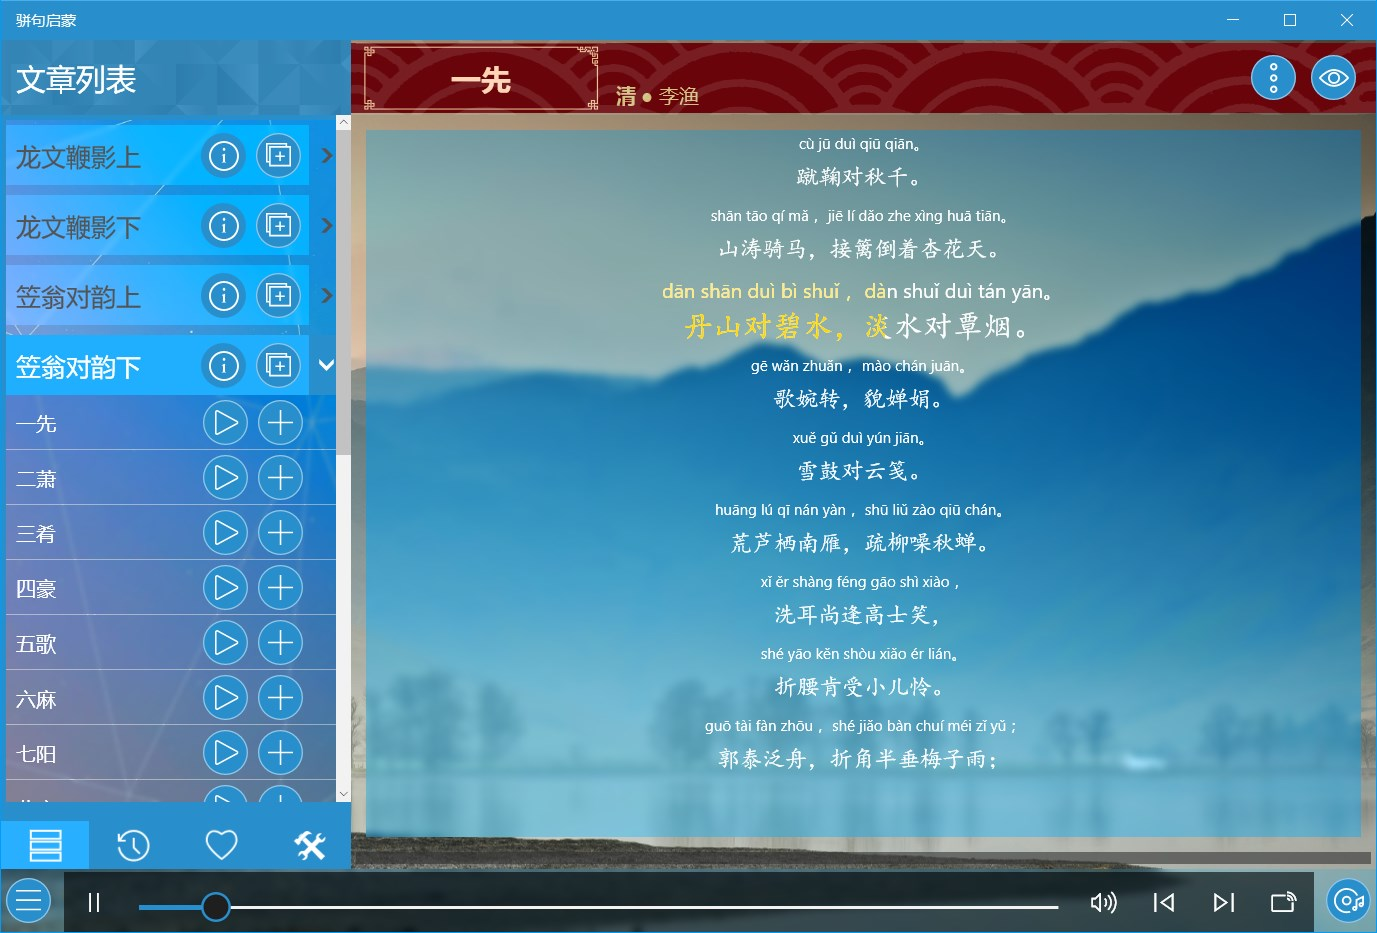 骈句启蒙
文章列表
龙文鞭影上
龙文鞭影下
笠翁对韵上
笠翁对韵下
一先
二萧
三肴
四豪
五歌
六麻
七阳
一先
清 ● 李渔
cù jū duì qiū qiān。
蹴鞠对秋千。
shān tāo qí mǎ， jiē lí dǎo zhe xìng huā tiān。
山涛骑马，接篱倒着杏花天。
dān shān duì bì shuǐ， dàn shuǐ duì tán yān。
丹山对碧水，淡水对覃烟。
gē wǎn zhuǎn， mào chán juān。
歌婉转，貌婵娟。
xuě gǔ duì yún jiān。
雪鼓对云笺。
huāng lú qī nán yàn， shū liǔ zào qiū chán。
荒芦栖南雁，疏柳噪秋蝉。
xǐ ěr shàng féng gāo shì xiào，
洗耳尚逢高士笑，
shé yāo kěn shòu xiǎo ér lián。
折腰肯受小儿怜。
guō tài fàn zhōu， shé jiǎo bàn chuí méi zǐ yǔ；
郭泰泛舟，折角半垂梅子雨；